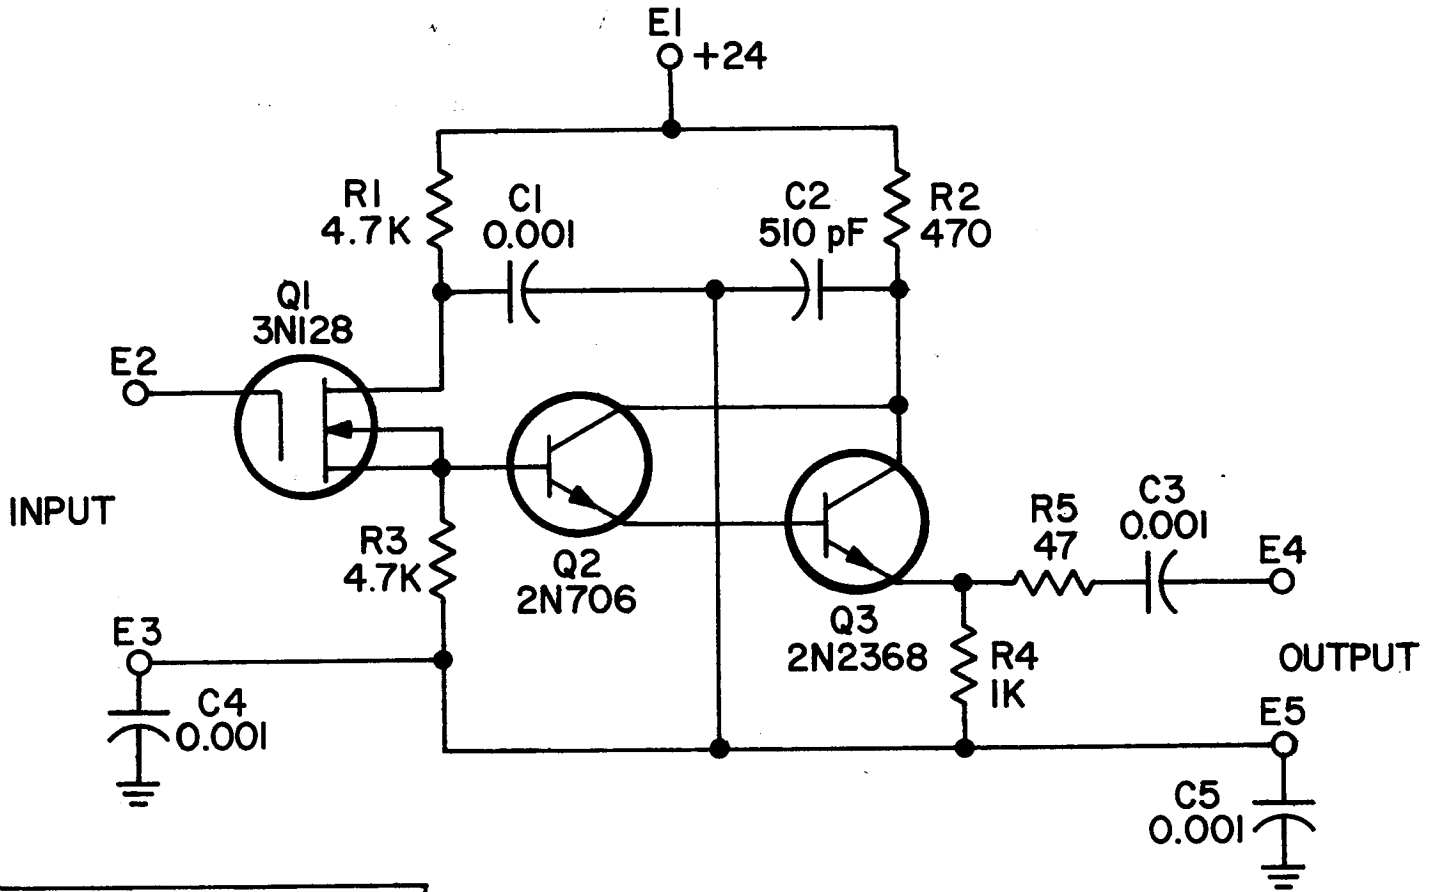 E1
+24
R1
4.7K
C1
0.001
C2
510 pF
R2
470
Q1
3N128
E2
INPUT
R3
4.7K
Q2
2N706
R5
47
C3
0.001
E4
E3
C4
0.001
Q3
2N2368
R4
1K
OUTPUT
E5
C5
0.001